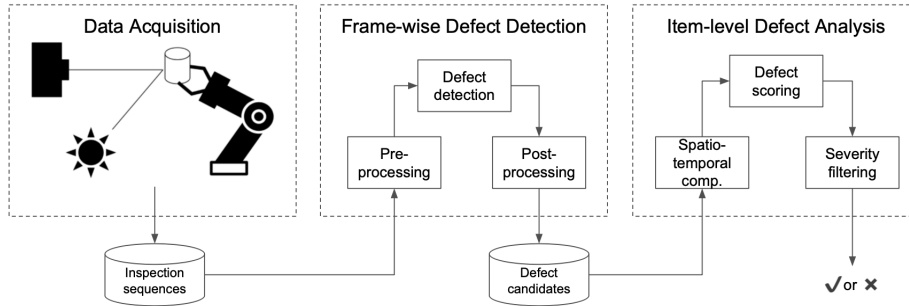 Data Acquisition
Frame-wise Defect Detection
Item-level Defect Analysis
Defect
detection
Pre-
processing
Post-
processing
Defect
scoring
Spatio-
temporal
comp.
Severity
filtering
Inspection
sequences
Defect
candidates
✓ or ✗